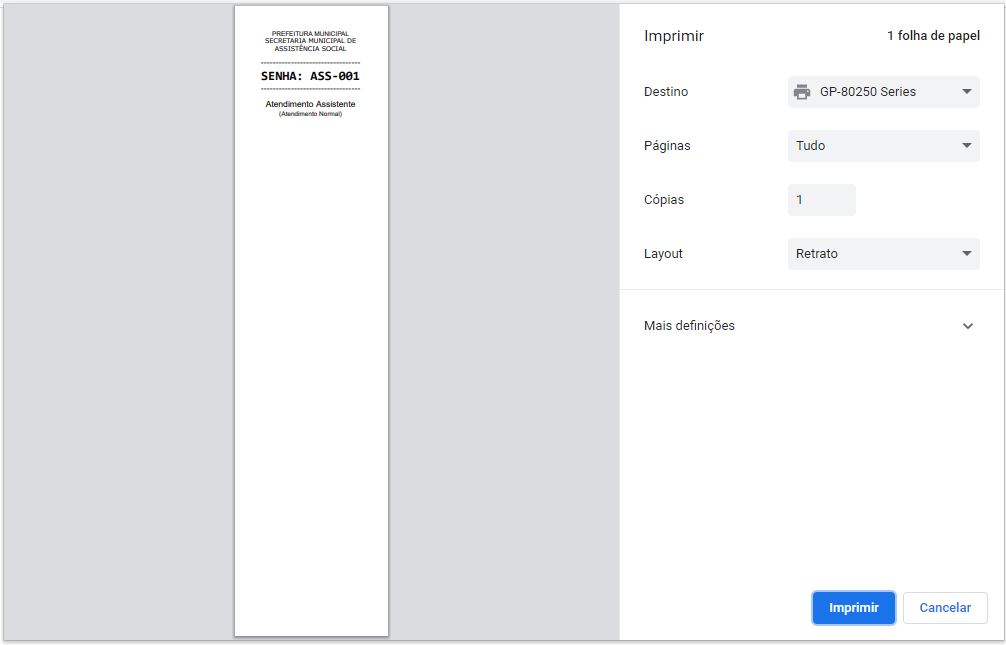 PREFEITURA MUNICIPAL
SECRETARIA MUNICIPAL DE
ASSISTÊNCIA SOCIAL
------------------------------------
SENHA: ASS-001
------------------------------------
Atendimento Assistente
(Atendimento Normal)
Imprimir 1 folha de papel
Destino GP-80250 Series
Páginas Tudo
Cópias 1
Layout Retrato
Mais definições
Imprimir Cancelar